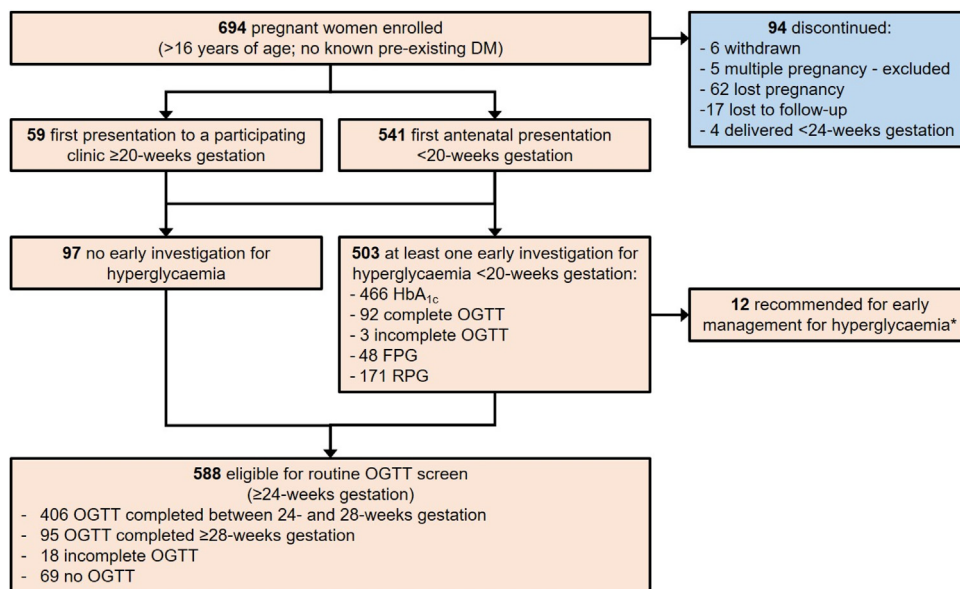 694 pregnant women enrolled
(>16 years of age; no known pre-existing DM)
94 discontinued:
- 6 withdrawn
- 5 multiple pregnancy - excluded
- 62 lost pregnancy
-17 lost to follow-up
- 4 delivered <24-weeks gestation
59 first presentation to a participating
clinic ≥20-weeks gestation
541 first antenatal presentation
<20-weeks gestation
97 no early investigation for
hyperglycaemia
503 at least one early investigation for
hyperglycaemia <20-weeks gestation:
- 466 HbA1c
- 92 complete OGTT
- 3 incomplete OGTT
- 48 FPG
- 171 RPG
12 recommended for early
management for hyperglycaemia*
588 eligible for routine OGTT screen
(≥24-weeks gestation)
- 406 OGTT completed between 24- and 28-weeks gestation
- 95 OGTT completed ≥28-weeks gestation
- 18 incomplete OGTT
- 69 no OGTT